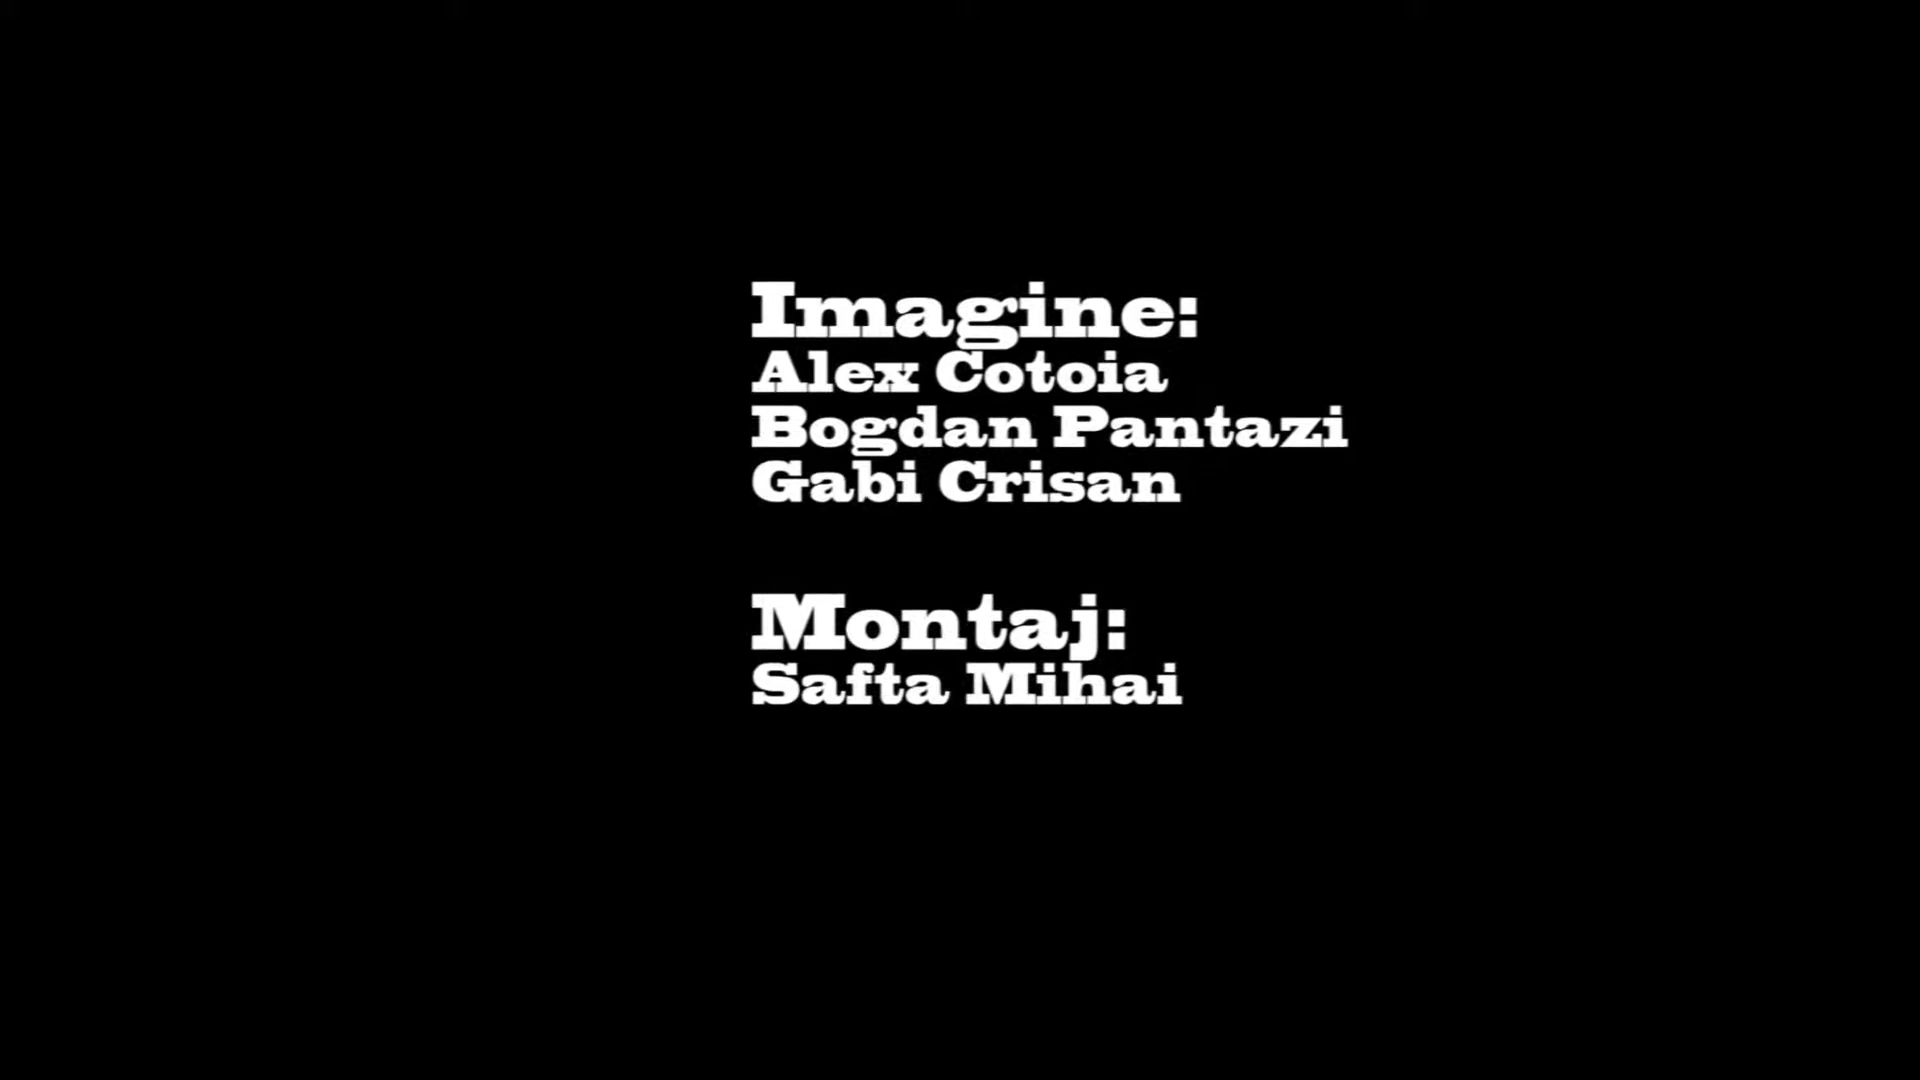 Imagine:
Alex Cotoia
Bogdan Pantazi
Gabi Crisan
Montaj:
Safta Mihai